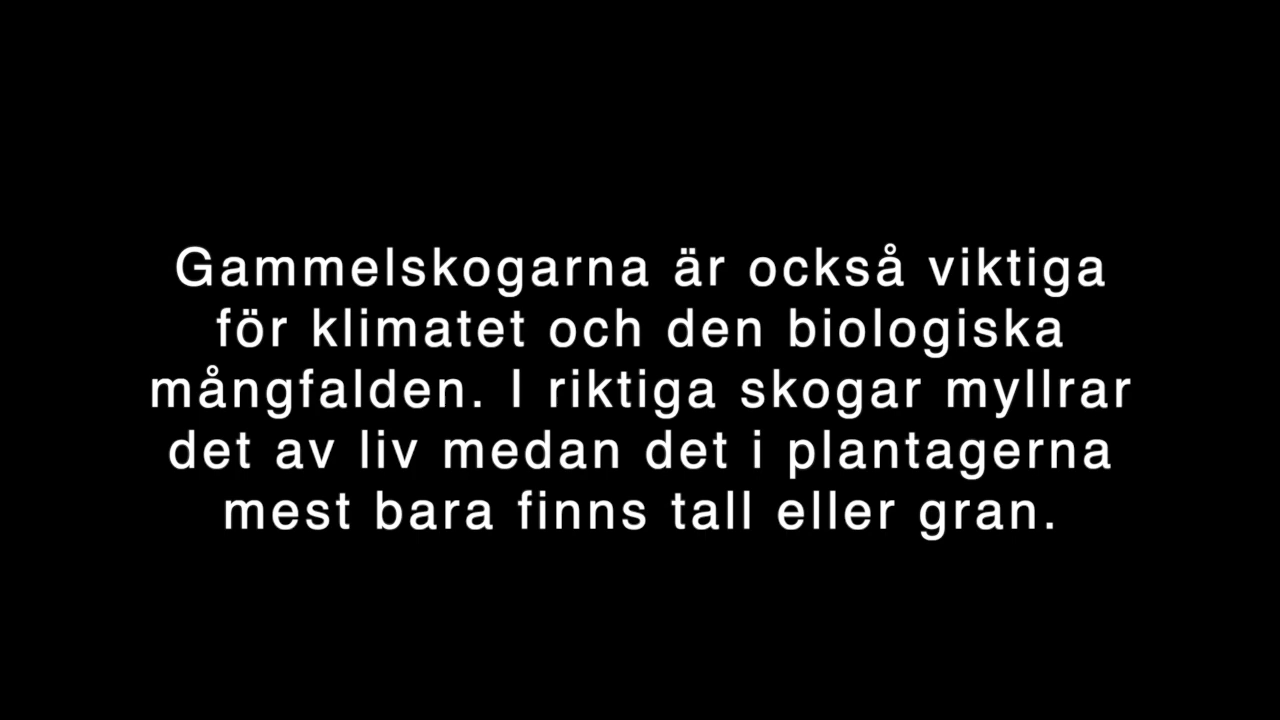 Gammelskogarna är också viktiga
för klimatet och den biologiska
mångfalden. I riktiga skogar myllrar
det av liv medan det i plantagerna
mest bara finns tall eller gran.